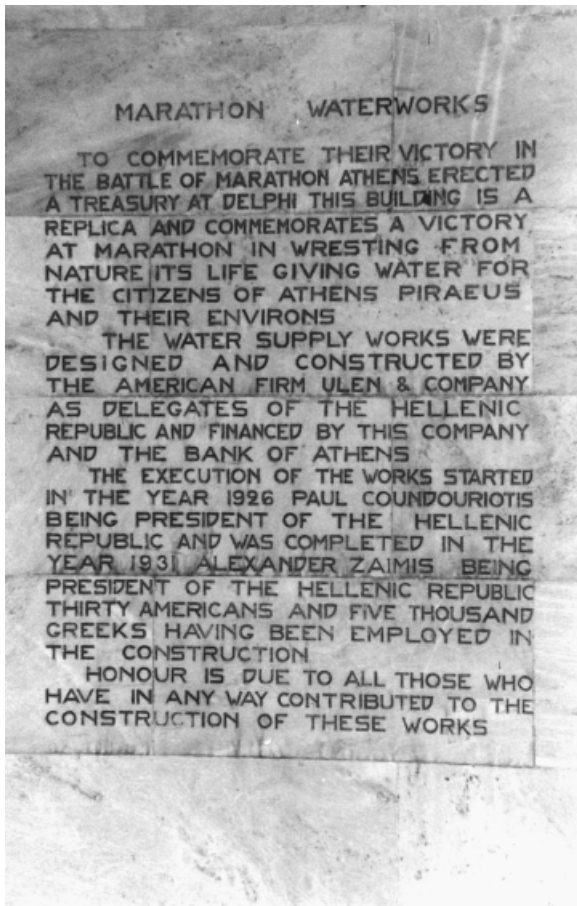 MARATHON WATERWORKS
TO COMMEMORATE THEIR VICTORY IN
THE BATTLE OF MARATHON ATHENS ERECTED
A TREASURY AT DELPHI THIS BUILDING IS A
REPLICA AND COMMEMORATES A VICTORY
AT MARATHON IN WRESTING FROM
NATURE ITS LIFE GIVING WATER FOR
THE CITIZENS OF ATHENS PIRAEUS
AND THEIR ENVIRONS
THE WATER SUPPLY WORKS WERE
DESIGNED AND CONSTRUCTED BY
THE AMERICAN FIRM ULEN & COMPANY
AS DELEGATES OF THE HELLENIC
REPUBLIC AND FINANCED BY THIS COMPANY
AND THE BANK OF ATHENS
THE EXECUTION OF THE WORKS STARTED
IN THE YEAR 1926 PAUL COUNDOURIOTIS
BEING PRESIDENT OF THE HELLENIC
REPUBLIC AND WAS COMPLETED IN THE
YEAR 1931 ALEXANDER ZAIMIS BEING
PRESIDENT OF THE HELLENIC REPUBLIC
THIRTY AMERICANS AND FIVE THOUSAND
GREEKS HAVING BEEN EMPLOYED IN
THE CONSTRUCTION
HONOUR IS DUE TO ALL THOSE WHO
HAVE IN ANY WAY CONTRIBUTED TO THE
CONSTRUCTION OF THESE WORKS